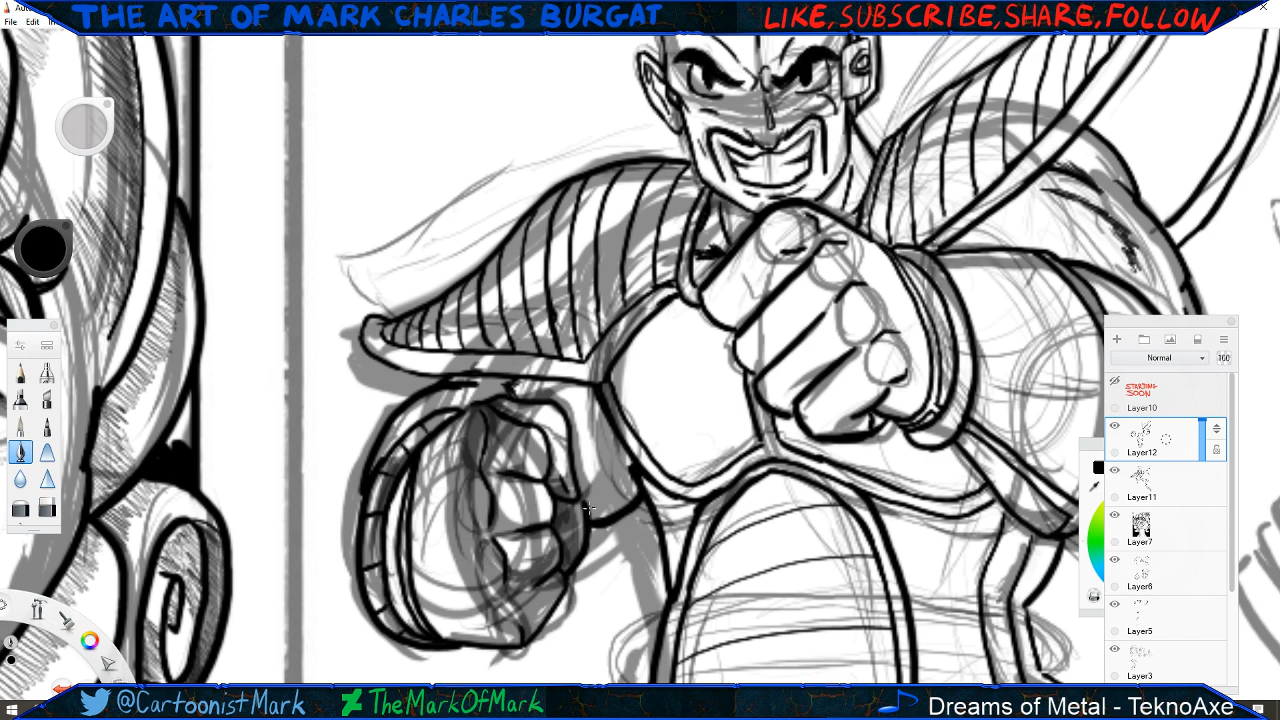 THE ART OF MARK CHARLES BURGAT
LIKE, SUBSCRIBE, SHARE, FOLLOW
File Edit
Normal
100
STARTING SOON
Layer10
Layer12
Layer11
Layer7
Layer6
Layer5
Layer3
@CartoonistMark
TheMarkOfMark
Dreams of Metal - TeknoAxe